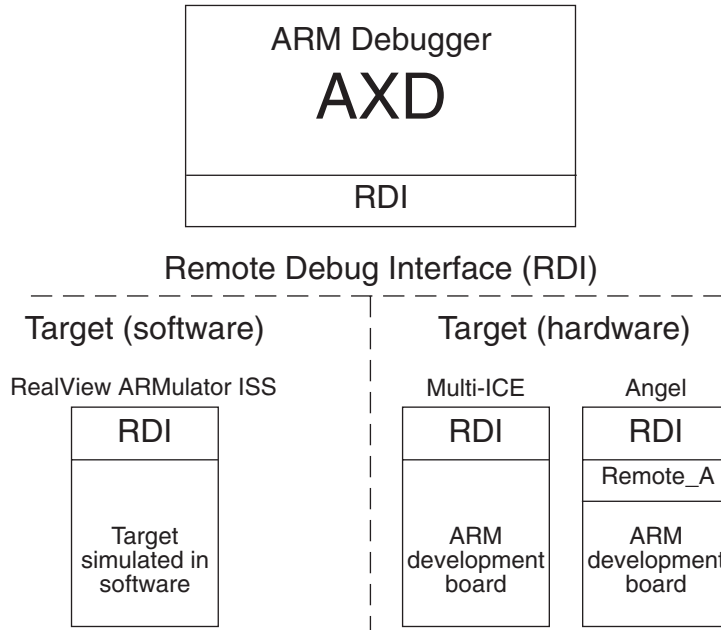 ARM Debugger
AXD
RDI
Remote Debug Interface (RDI)
Target (software)
RealView ARMulator ISS
RDI
Target
simulated in
software
Target (hardware)
Multi-ICE
RDI
ARM
development
board
Angel
RDI
Remote_A
ARM
development
board